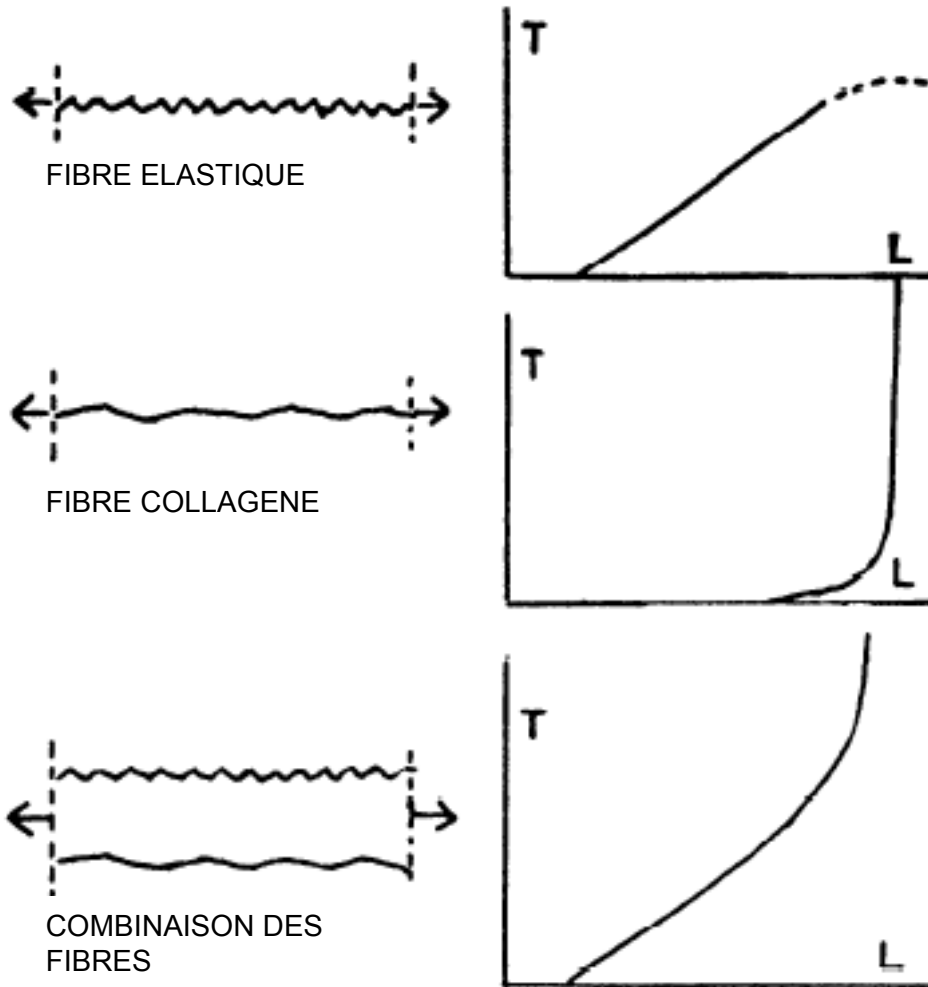 T
L
FIBRE ELASTIQUE
T
L
FIBRE COLLAGENE
T
L
COMBINAISON DES
FIBRES